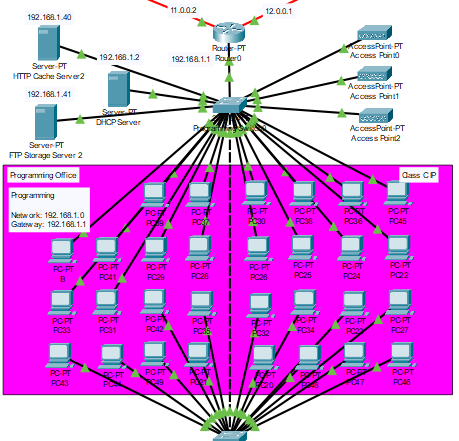 11.0.0.2
12.0.0.1
192.168.1.40
Router-PT
Router0
192.168.1.1
Server-PT
HTTP Cache Server2
192.168.1.2
AccessPoint-PT
Access Point0
192.168.1.41
Server-PT
DHCP Server
AccessPoint-PT
Access Point1
Server-PT
FTP Storage Server 2
AccessPoint-PT
Access Point2
Programming Office
Class CIP
Programming
Network: 192.168.1.0
Gateway: 192.168.1.1
PC-PT
PC-PT
PC37
PC-PT
PC30
PC-PT
PC38
PC-PT
PC36
PC-PT
PC45
PC-PT
B
PC-PT
PC41
PC-PT
PC29
PC-PT
PC28
PC-PT
PC26
PC-PT
PC25
PC-PT
PC24
PC-PT
PC22
PC-PT
PC33
PC-PT
PC31
PC-PT
PC42
PC-PT
PC35
PC-PT
PC32
PC-PT
PC34
PC-PT
PC23
PC-PT
PC27
PC-PT
PC43
PC-PT
PC-PT
PC49
PC-PT
PC21
PC-PT
PC20
PC-PT
PC-PT
PC47
PC-PT
PC46